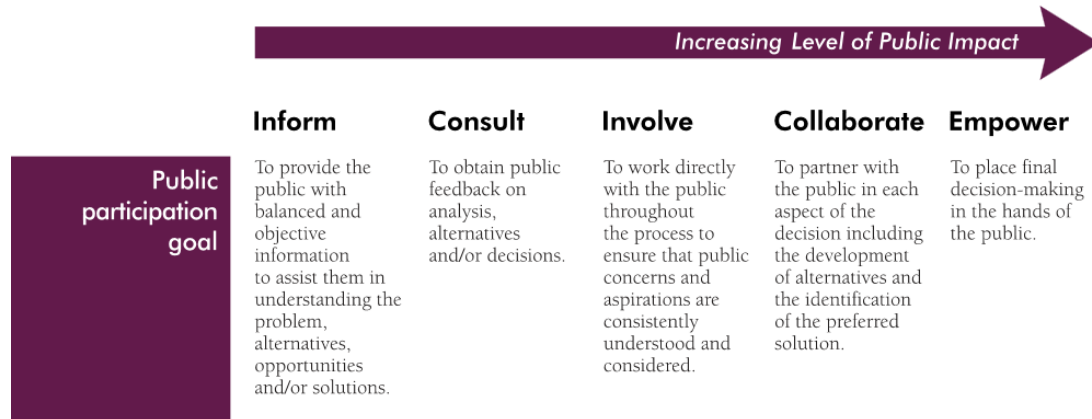 Increasing Level of Public Impact
Inform
Consult
Involve
Collaborate
Empower
Public
participation
goal
To provide the
public with
balanced and
objective
information
to assist them in
understanding the
problem,
alternatives,
opportunities
and/or solutions.
To obtain public
feedback on
analysis,
alternatives
and/or decisions.
To work directly
with the public
throughout
the process to
ensure that public
concerns and
aspirations are
consistently
understood and
considered.
To partner with
the public in each
aspect of the
decision including
the development
of alternatives and
the identification
of the preferred
solution.
To place final
decision-making
in the hands of
the public.